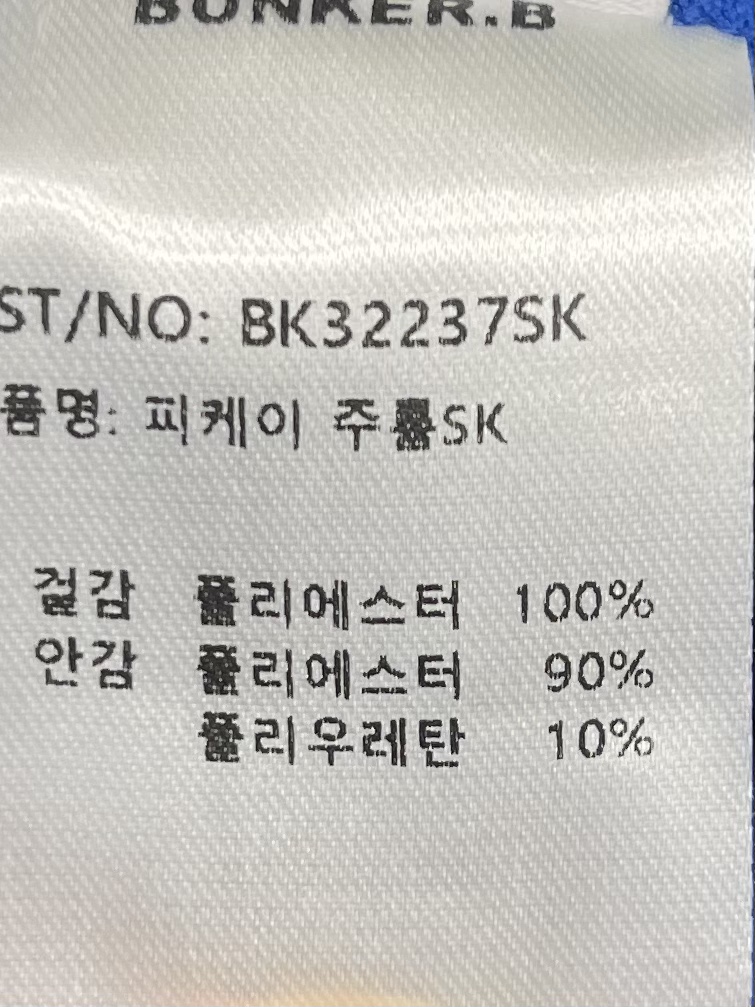 BUNKER.B
ST/NO: BK32237SK
품명: 피케이 주름SK
겉감 폴리에스터 100%
안감 폴리에스터 90%
폴리우레탄 10%